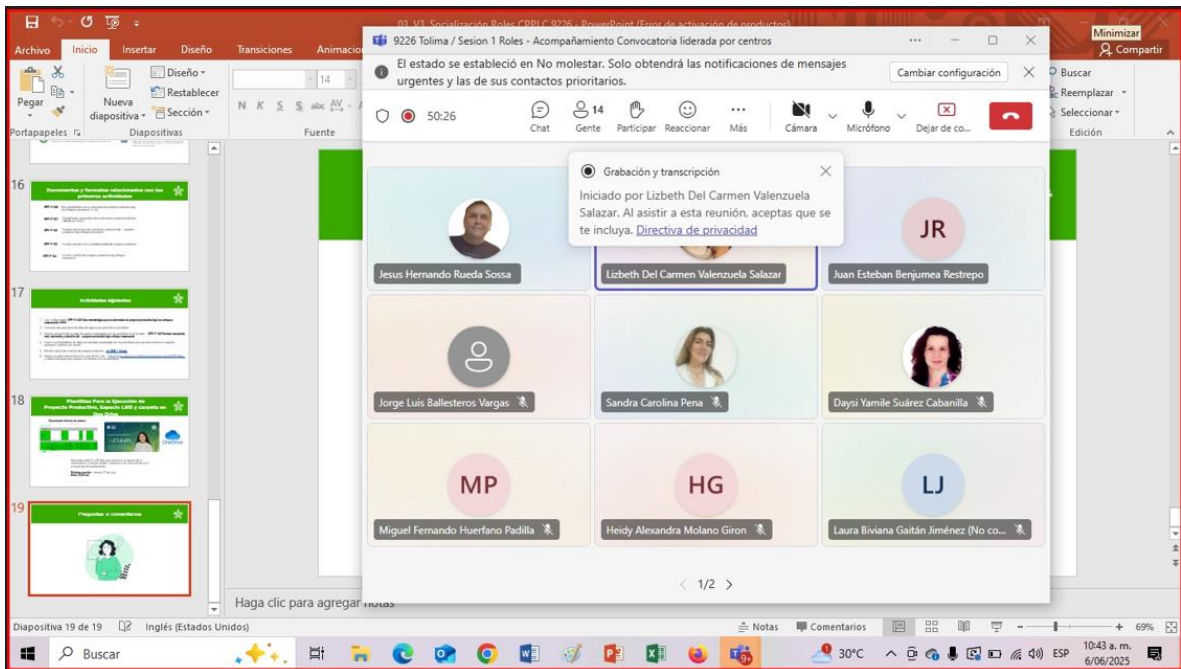 03_V3_Socialización Roles CPPLC 9226 - PowerPoint (Error de activación de productos)
Minimizar
Archivo Inicio Insertar Diseño Transiciones Animacio
Compartir
Pegar
Nueva diapositiva
Diseño
Restablecer
Sección
14
N K S S abc AV
Portapapeles
Diapositivas
Fuente
Buscar
Reemplazar
Seleccionar
Edición
9226 Tolima / Sesion 1 Roles - Acompañamiento Convocatoria liderada por centros
El estado se estableció en No molestar. Solo obtendrá las notificaciones de mensajes
urgentes y las de sus contactos prioritarios.
Cambiar configuración
50:26
14
Chat Gente Participar Reaccionar Más Cámara Micrófono Dejar de co...
Grabación y transcripción
Iniciado por Lizbeth Del Carmen Valenzuela
Salazar. Al asistir a esta reunión, aceptas que se
te incluya. Directiva de privacidad
JR
Jesus Hernando Rueda Sossa
Lizbeth Del Carmen Valenzuela Salazar
Juan Esteban Benjumea Restrepo
Jorge Luis Ballesteros Vargas
Sandra Carolina Pena
Daysi Yamile Suárez Cabanilla
MP
HG
LJ
Miguel Fernando Huerfano Padilla
Heidy Alexandra Molano Giron
Laura Biviana Gaitán Jiménez (No co...
1/2
16
Documentos y formatos relacionados con las
primeras actividades
17
Actividades siguientes
18
Plantillas Para la Ejecución de
Proyecto Productivo, Espacio LMS y carpeta en
One Drive
19
Preguntas o comentarios
Haga clic para agregar notas
Diapositiva 19 de 19
Inglés (Estados Unidos)
Notas
Comentarios
69%
Buscar
30°C
ESP
10:43 a. m.
6/06/2025